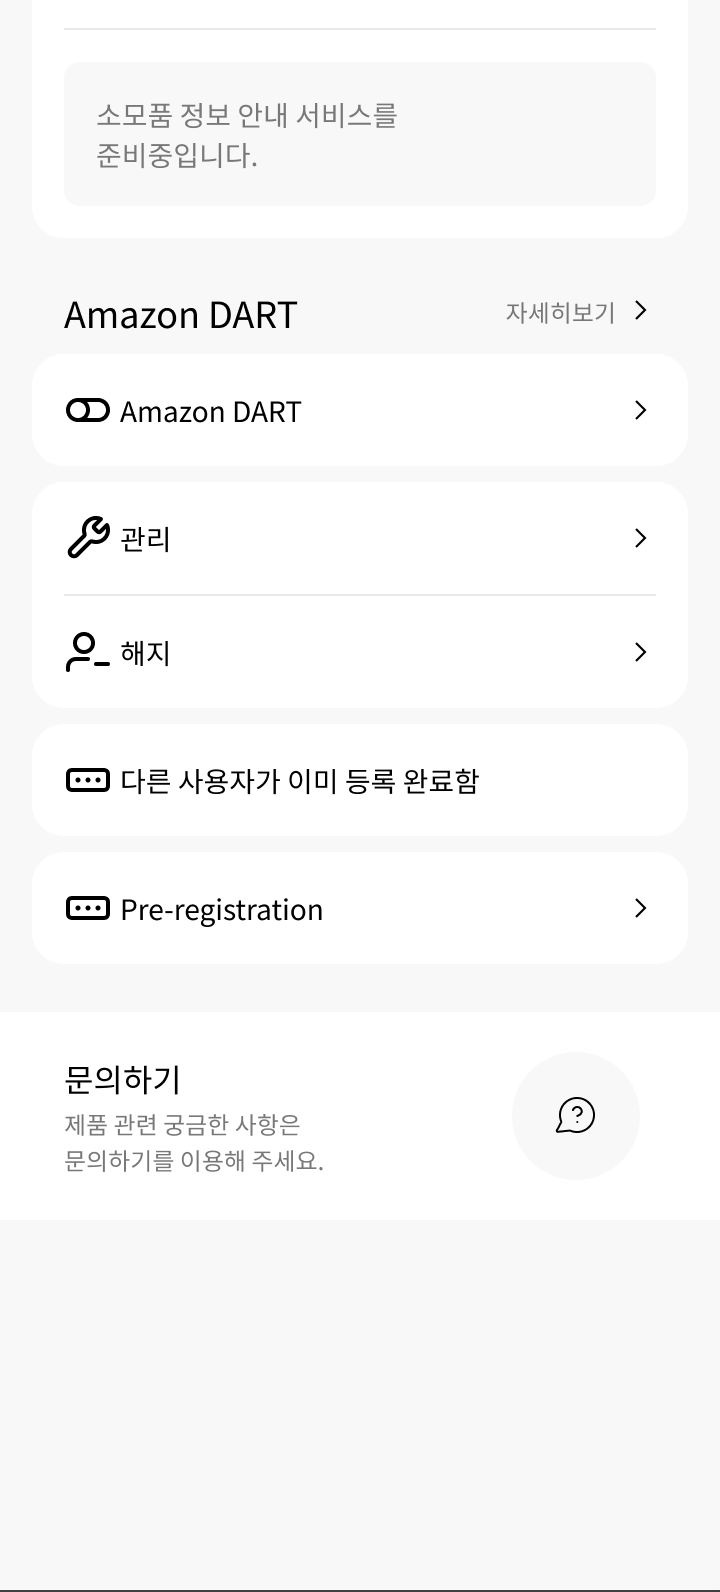 소모품 정보 안내 서비스를
준비중입니다.
Amazon DART
자세히보기
Amazon DART
관리
해지
다른 사용자가 이미 등록 완료함
Pre-registration
문의하기
제품 관련 궁금한 사항은
문의하기를 이용해 주세요.